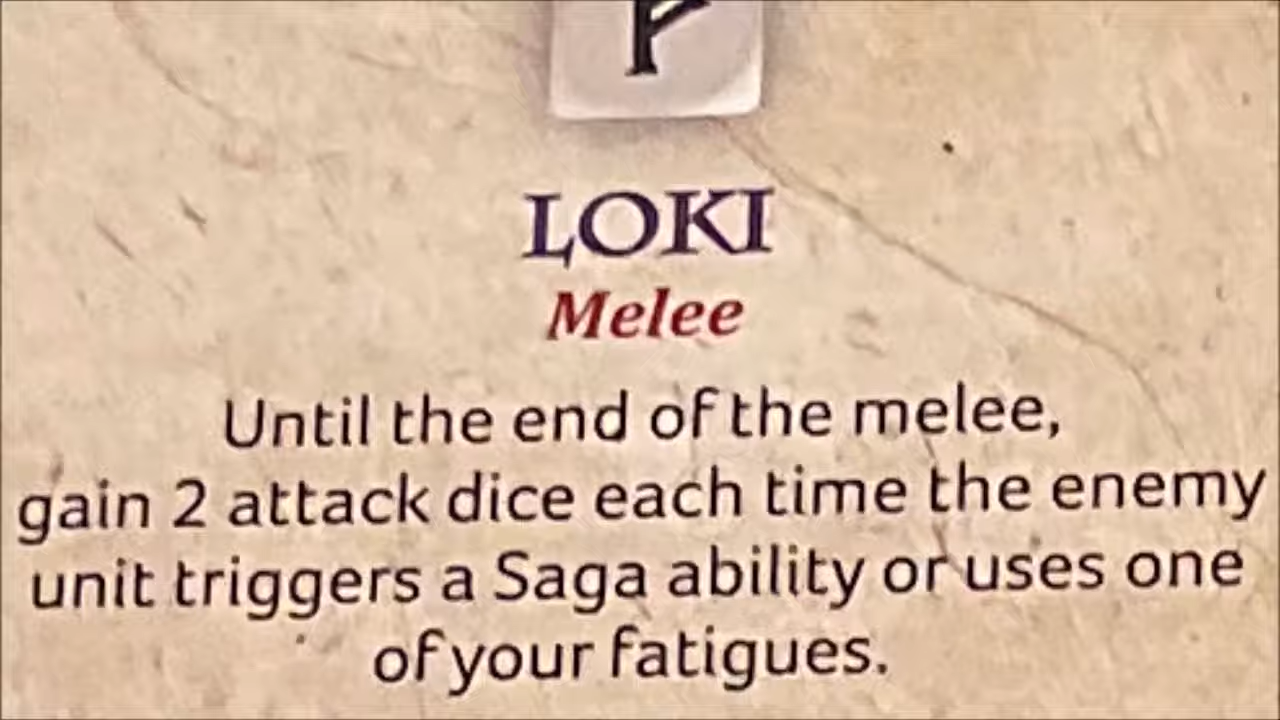 LOKI
Melee
Until the end of the melee,
gain 2 attack dice each time the enemy
unit triggers a Saga ability or uses one
of your fatigues.